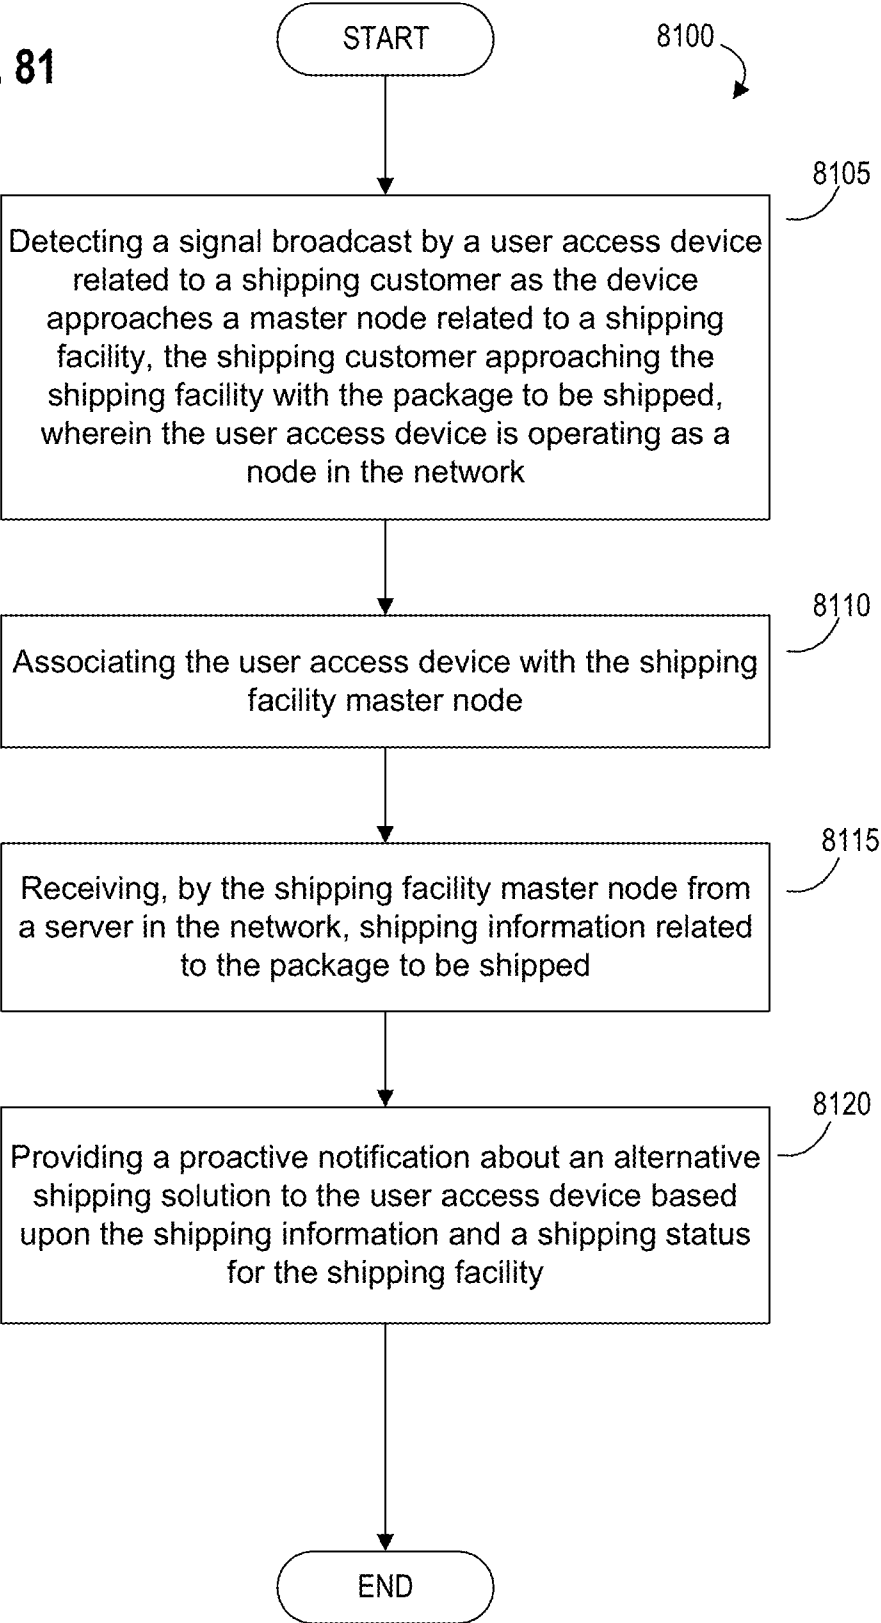 . 81
START
8100
8105
Detecting a signal broadcast by a user access device
related to a shipping customer as the device
approaches a master node related to a shipping
facility, the shipping customer approaching the
shipping facility with the package to be shipped,
wherein the user access device is operating as a
node in the network
8110
Associating the user access device with the shipping
facility master node
8115
Receiving, by the shipping facility master node from
a server in the network, shipping information related
to the package to be shipped
8120
Providing a proactive notification about an alternative
shipping solution to the user access device based
upon the shipping information and a shipping status
for the shipping facility
END